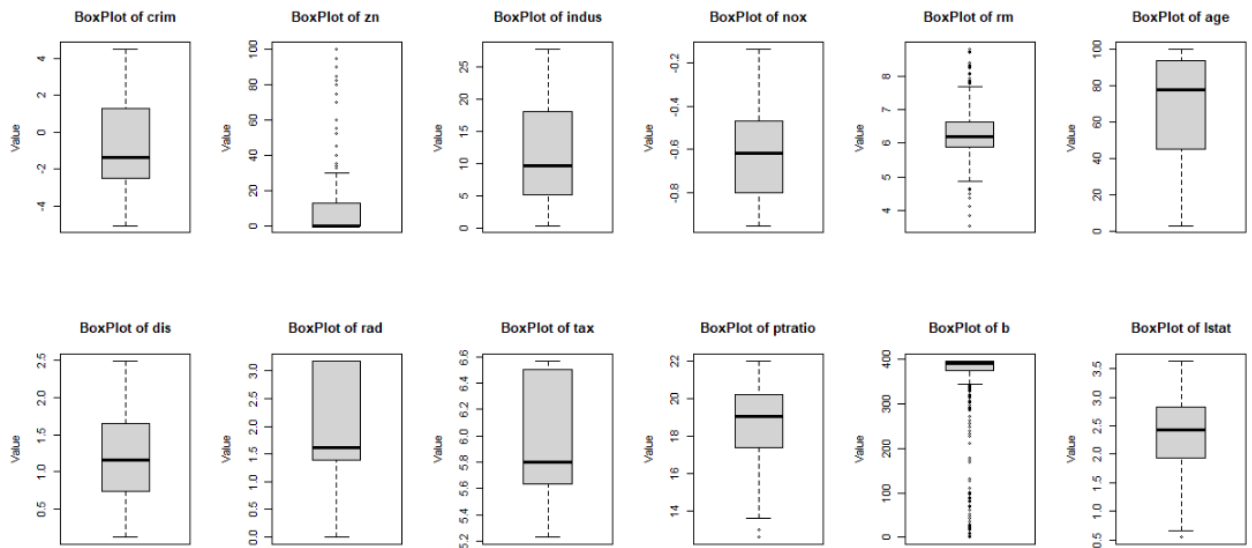 BoxPlot of crim
BoxPlot of zn
BoxPlot of indus
BoxPlot of nox
BoxPlot of rm
BoxPlot of age
Value
4
2
0
-2
-4
Value
100
80
60
40
20
0
Value
25
20
15
10
5
0
Value
-0.2
-0.4
-0.6
-0.8
Value
8
7
6
5
4
Value
100
80
60
40
20
0
BoxPlot of dis
BoxPlot of rad
BoxPlot of tax
BoxPlot of ptratio
BoxPlot of b
BoxPlot of lstat
Value
2.5
2.0
1.5
1.0
0.5
Value
3.0
2.5
2.0
1.5
1.0
0.5
0.0
Value
6.6
6.4
6.2
6.0
5.8
5.6
5.4
5.2
Value
22
20
18
16
14
Value
400
300
200
100
0
Value
3.5
3.0
2.5
2.0
1.5
1.0
0.5